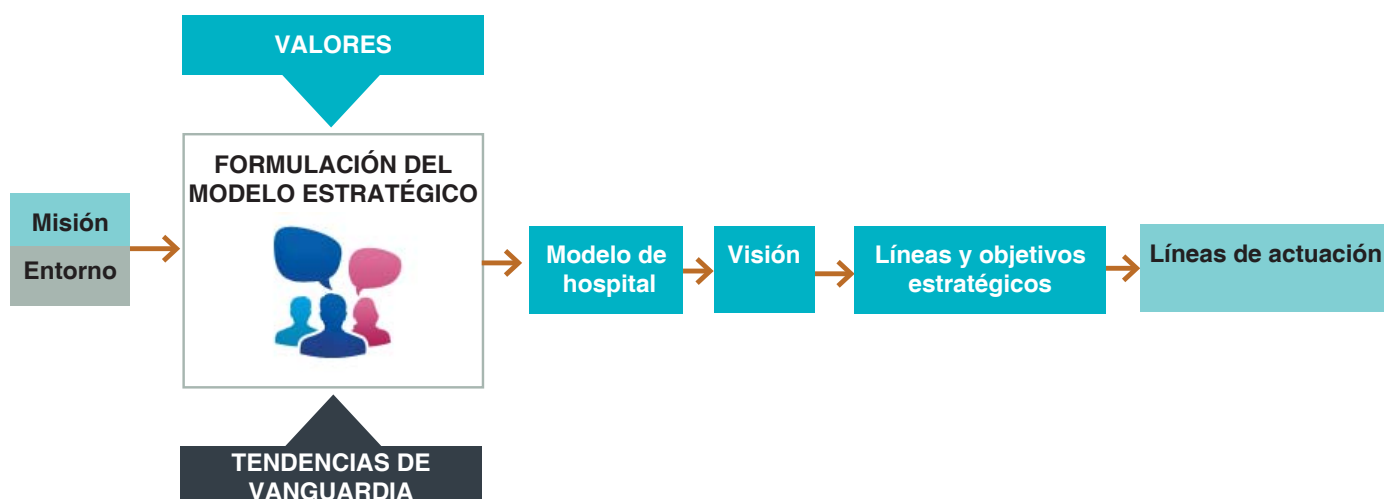 VALORES
FORMULACIÓN DEL
MODELO ESTRATÉGICO
Misión
Entorno
Modelo de
hospital
Visión
Líneas y objetivos
estratégicos
Líneas de actuación
TENDENCIAS DE
VANGUARDIA